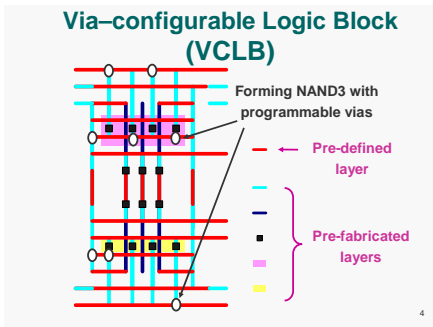 Via–configurable Logic Block
(VCLB)
Forming NAND3 with
programmable vias
Pre-defined
layer
Pre-fabricated
layers
4